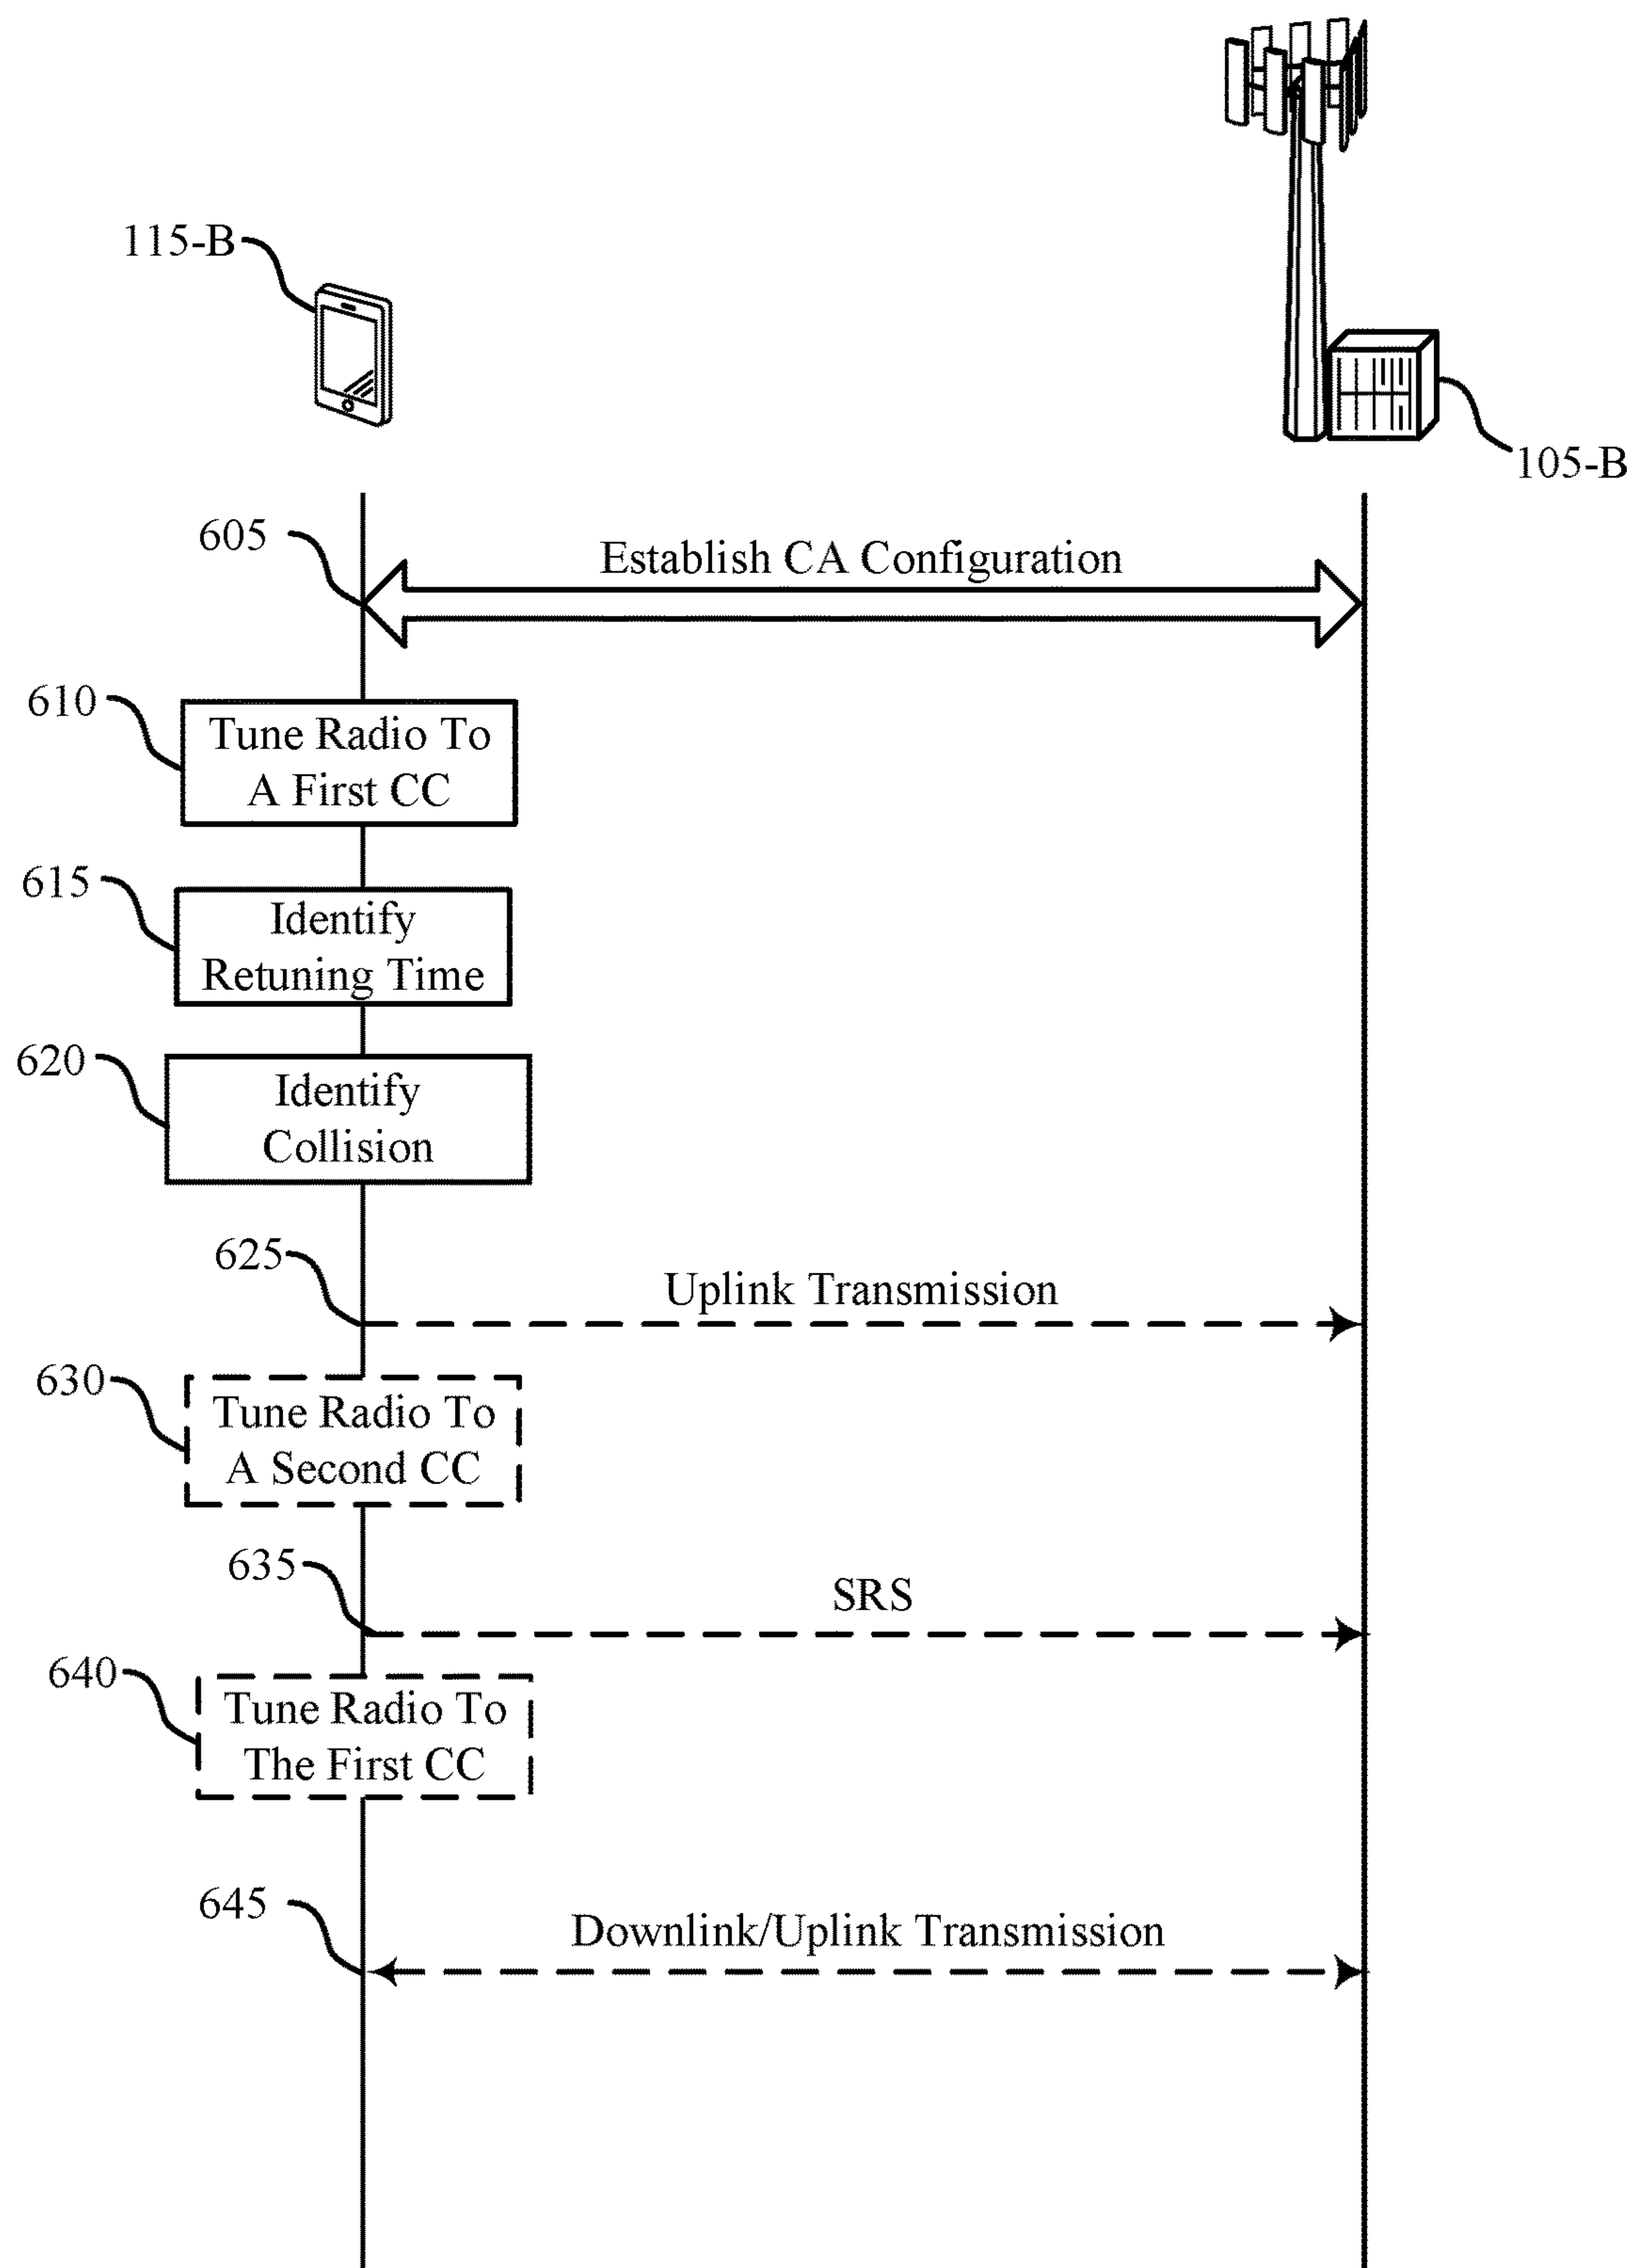 115-B
105-B
605
Establish CA Configuration
610
Tune Radio To
A First CC
615
Identify
Retuning Time
620
Identify
Collision
625
Uplink Transmission
630
Tune Radio To
A Second CC
635
SRS
640
Tune Radio To
The First CC
645
Downlink/Uplink Transmission